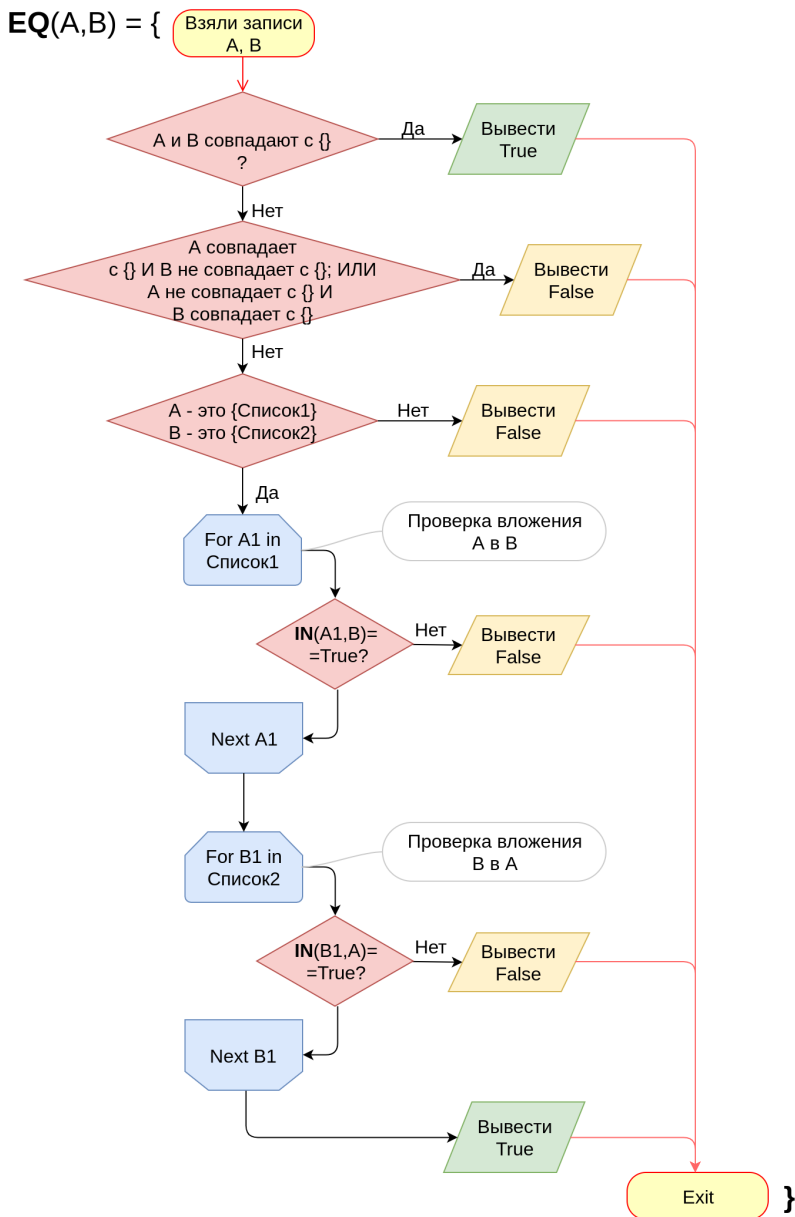 EQ(A,B) = {
Взяли записи
A, B
А и В совпадают с {}
?
Да
Вывести
True
Нет
А совпадает
с {} И В не совпадает с {}; ИЛИ
А не совпадает с {} И
В совпадает с {}
Да
Вывести
False
Нет
А - это {Список1}
В - это {Список2}
Нет
Вывести
False
Да
For A1 in
Список1
Проверка вложения
А в В
IN(A1,B)=
=True?
Нет
Вывести
False
Next A1
For B1 in
Список2
Проверка вложения
В в А
IN(B1,A)=
=True?
Нет
Вывести
False
Next B1
Вывести
True
Exit
}